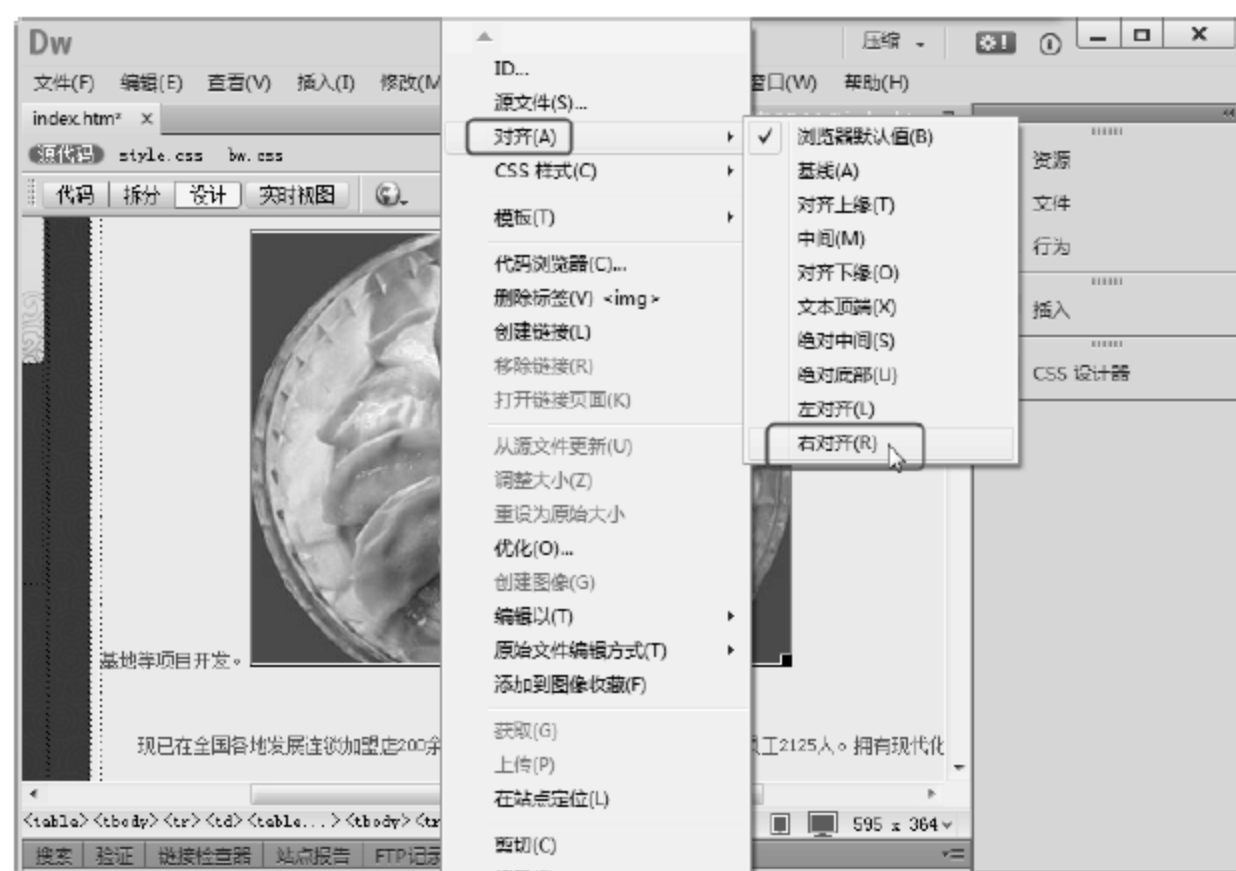 Dw
压缩
文件(F) 编辑(E) 查看(V) 插入(I) 修改(M
窗口(W) 帮助(H)
index.htm* ×
源代码 style.css bw.css
代码 拆分 设计 实时视图
基地等项目开发。
现已在全国各地发展连锁加盟店200余
员工2125人。拥有现代化
<table> <tbody> <tr> <td> <table...> <tbody> <tr
595 x 364
搜索 验证 链接检查器 站点报告 FTP记录
ID...
源文件(S)...
对齐(A)
CSS 样式(C)
模板(T)
代码浏览器(C)...
删除标签(V) <img>
创建链接(L)
移除链接(R)
打开链接页面(K)
从源文件更新(U)
调整大小(Z)
重设为原始大小
优化(O)...
创建图像(G)
编辑以(T)
原始文件编辑方式(T)
添加到图像收藏(F)
获取(G)
上传(P)
在站点定位(L)
剪切(C)
浏览器默认值(B)
基线(A)
对齐上缘(T)
中间(M)
对齐下缘(O)
文本顶端(X)
绝对中间(S)
绝对底部(U)
左对齐(L)
右对齐(R)
资源
文件
行为
插入
CSS 设计器